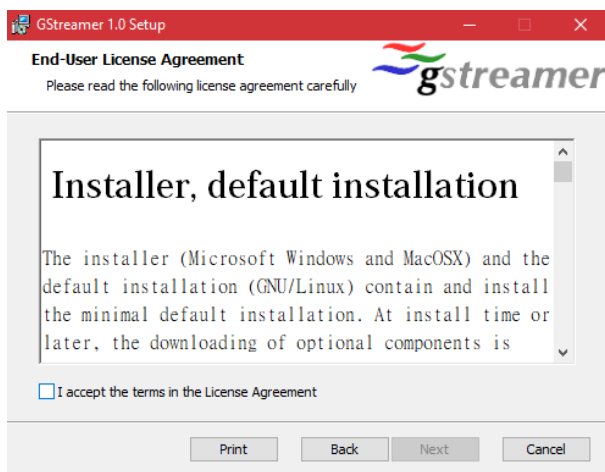 GStreamer 1.0 Setup
End-User License Agreement
Please read the following license agreement carefully
gstreamer
Installer, default installation
The installer (Microsoft Windows and MacOSX) and the
default installation (GNU/Linux) contain and install
the minimal default installation. At install time or
later, the downloading of optional components is
I accept the terms in the License Agreement
Print Back Next Cancel